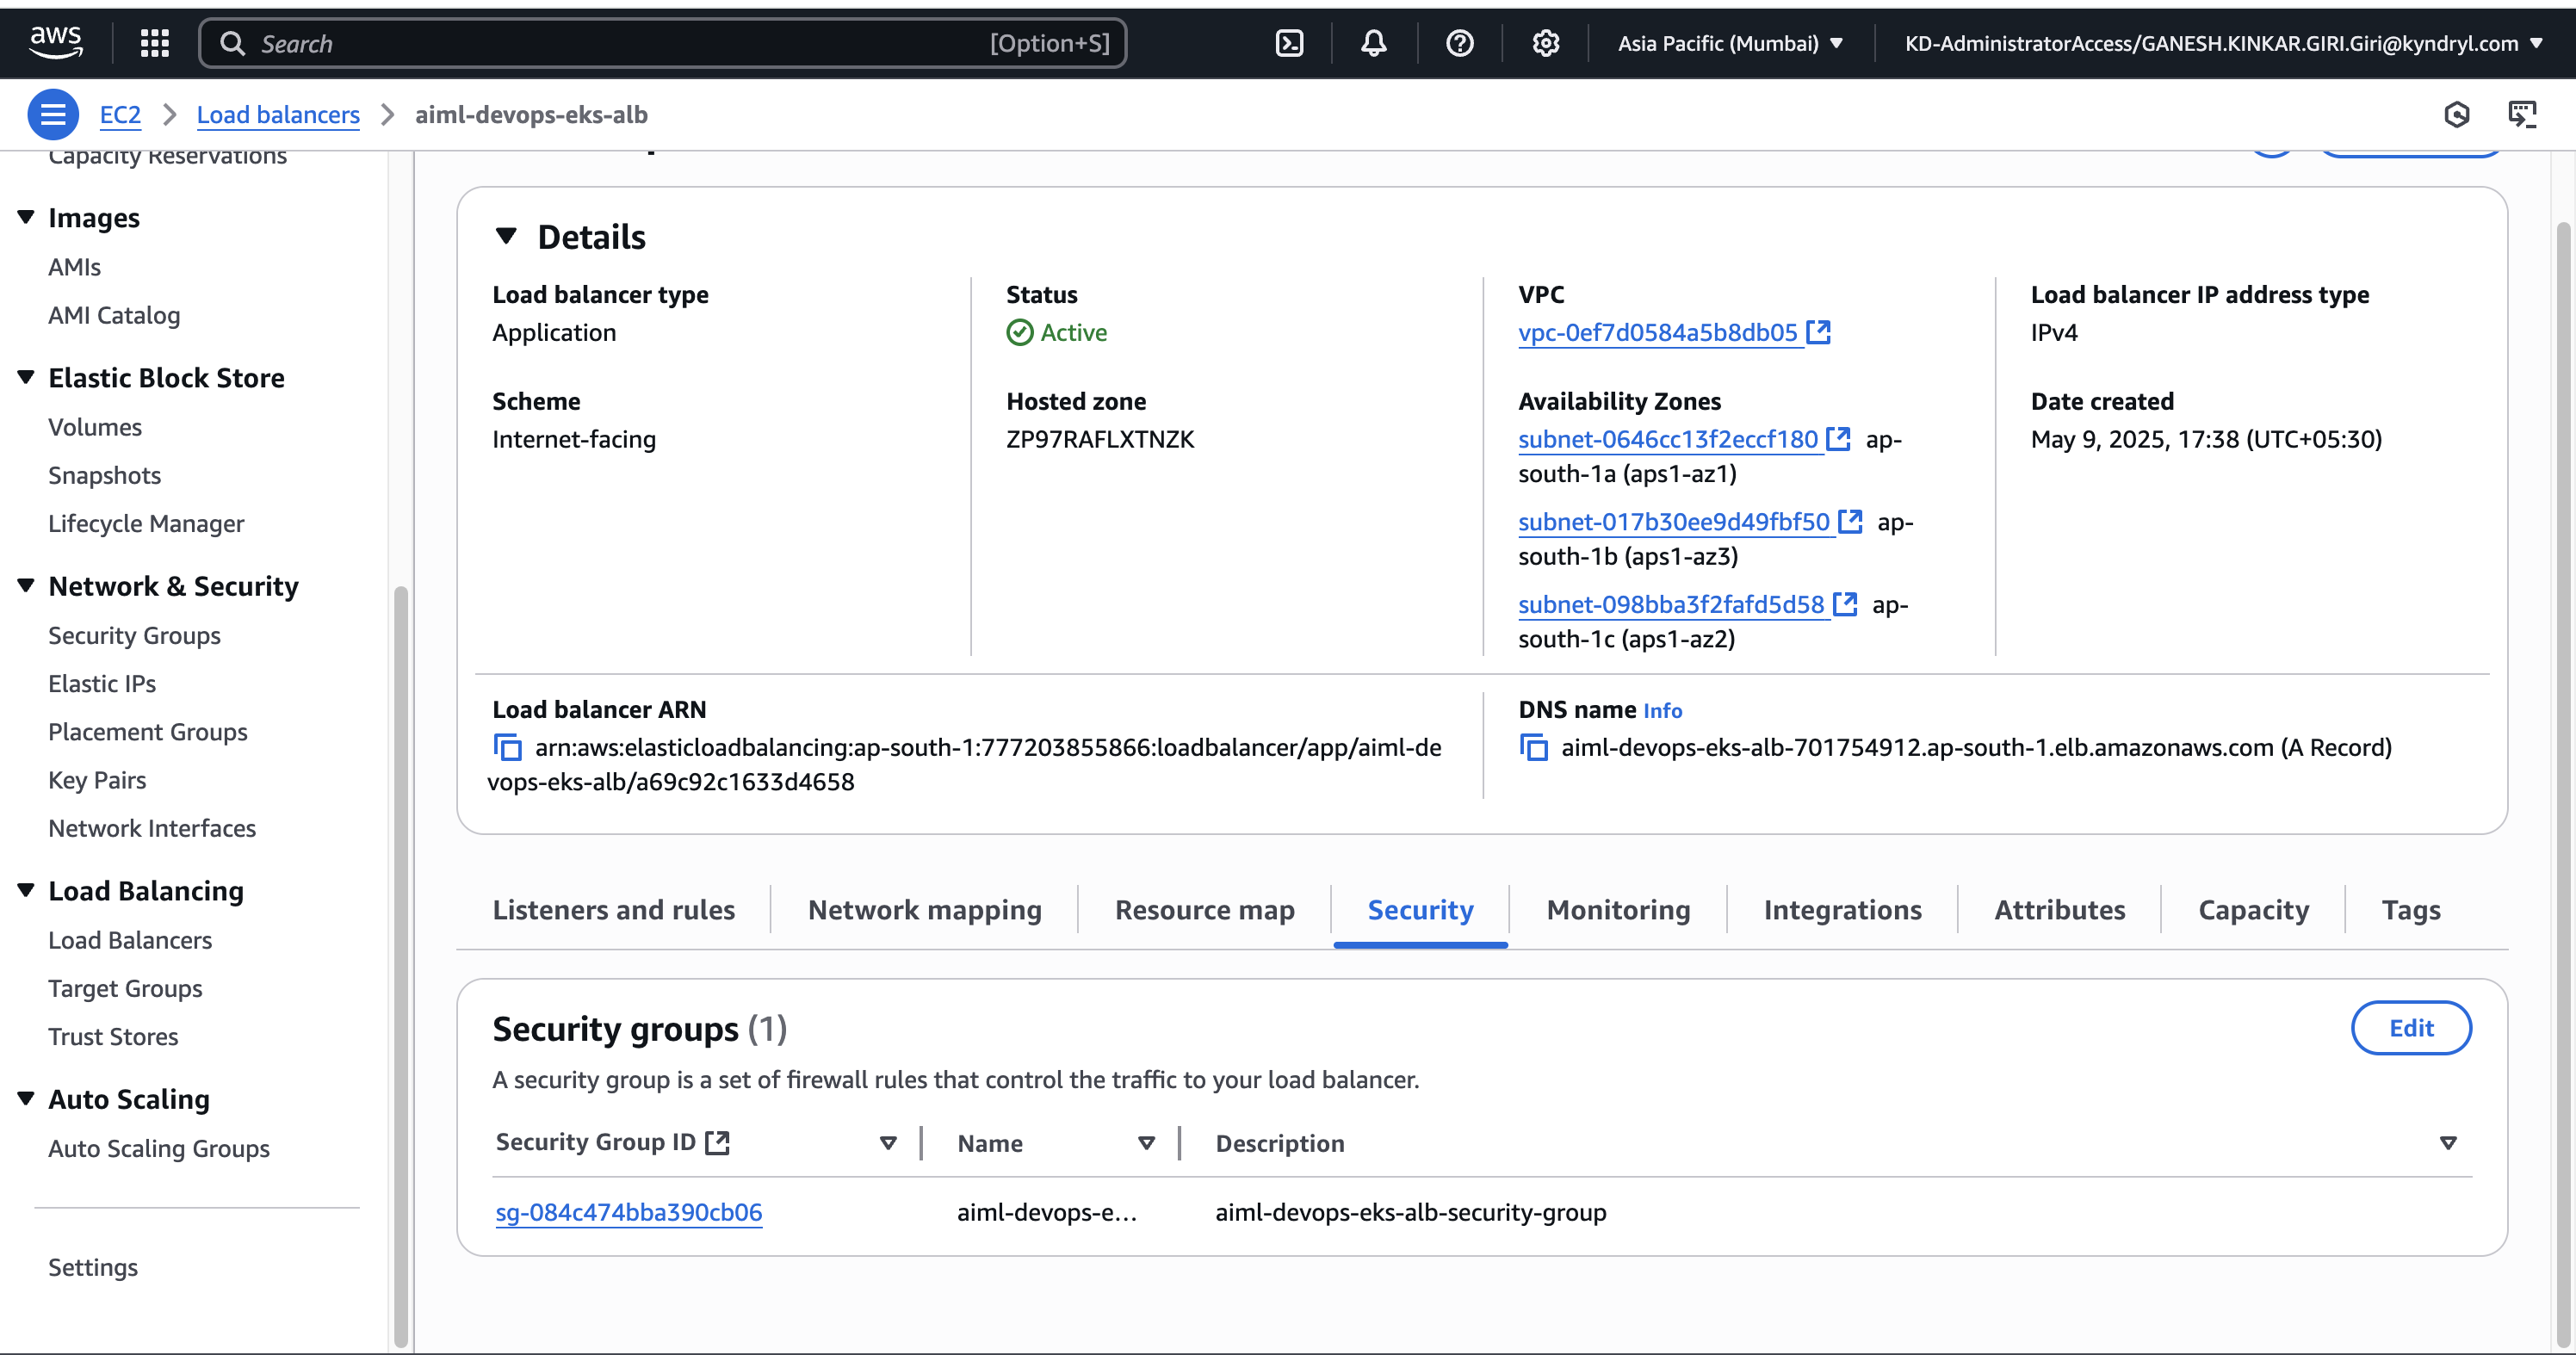 aws
Search
[Option+S]
Asia Pacific (Mumbai)
KD-AdministratorAccess/GANESH.KINKAR.GIRI.Giri@kyndryl.com
EC2
Load balancers
aiml-devops-eks-alb
Capacity Reservations
Images
AMIs
AMI Catalog
Elastic Block Store
Volumes
Snapshots
Lifecycle Manager
Network & Security
Security Groups
Elastic IPs
Placement Groups
Key Pairs
Network Interfaces
Load Balancing
Load Balancers
Target Groups
Trust Stores
Auto Scaling
Auto Scaling Groups
Settings
Details
Load balancer type
Application
Scheme
Internet-facing
Status
Active
Hosted zone
ZP97RAFLXTNZK
VPC
vpc-0ef7d0584a5b8db05
Availability Zones
subnet-0646cc13f2eccf180 ap-
south-1a (aps1-az1)
subnet-017b30ee9d49fbf50 ap-
south-1b (aps1-az3)
subnet-098bba3f2fafd5d58 ap-
south-1c (aps1-az2)
Load balancer IP address type
IPv4
Date created
May 9, 2025, 17:38 (UTC+05:30)
Load balancer ARN
arn:aws:elasticloadbalancing:ap-south-1:777203855866:loadbalancer/app/aiml-de
vops-eks-alb/a69c92c1633d4658
DNS name Info
aiml-devops-eks-alb-701754912.ap-south-1.elb.amazonaws.com (A Record)
Listeners and rules
Network mapping
Resource map
Security
Monitoring
Integrations
Attributes
Capacity
Tags
Security groups (1)
Edit
A security group is a set of firewall rules that control the traffic to your load balancer.
Security Group ID
Name
Description
sg-084c474bba390cb06
aiml-devops-e...
aiml-devops-eks-alb-security-group